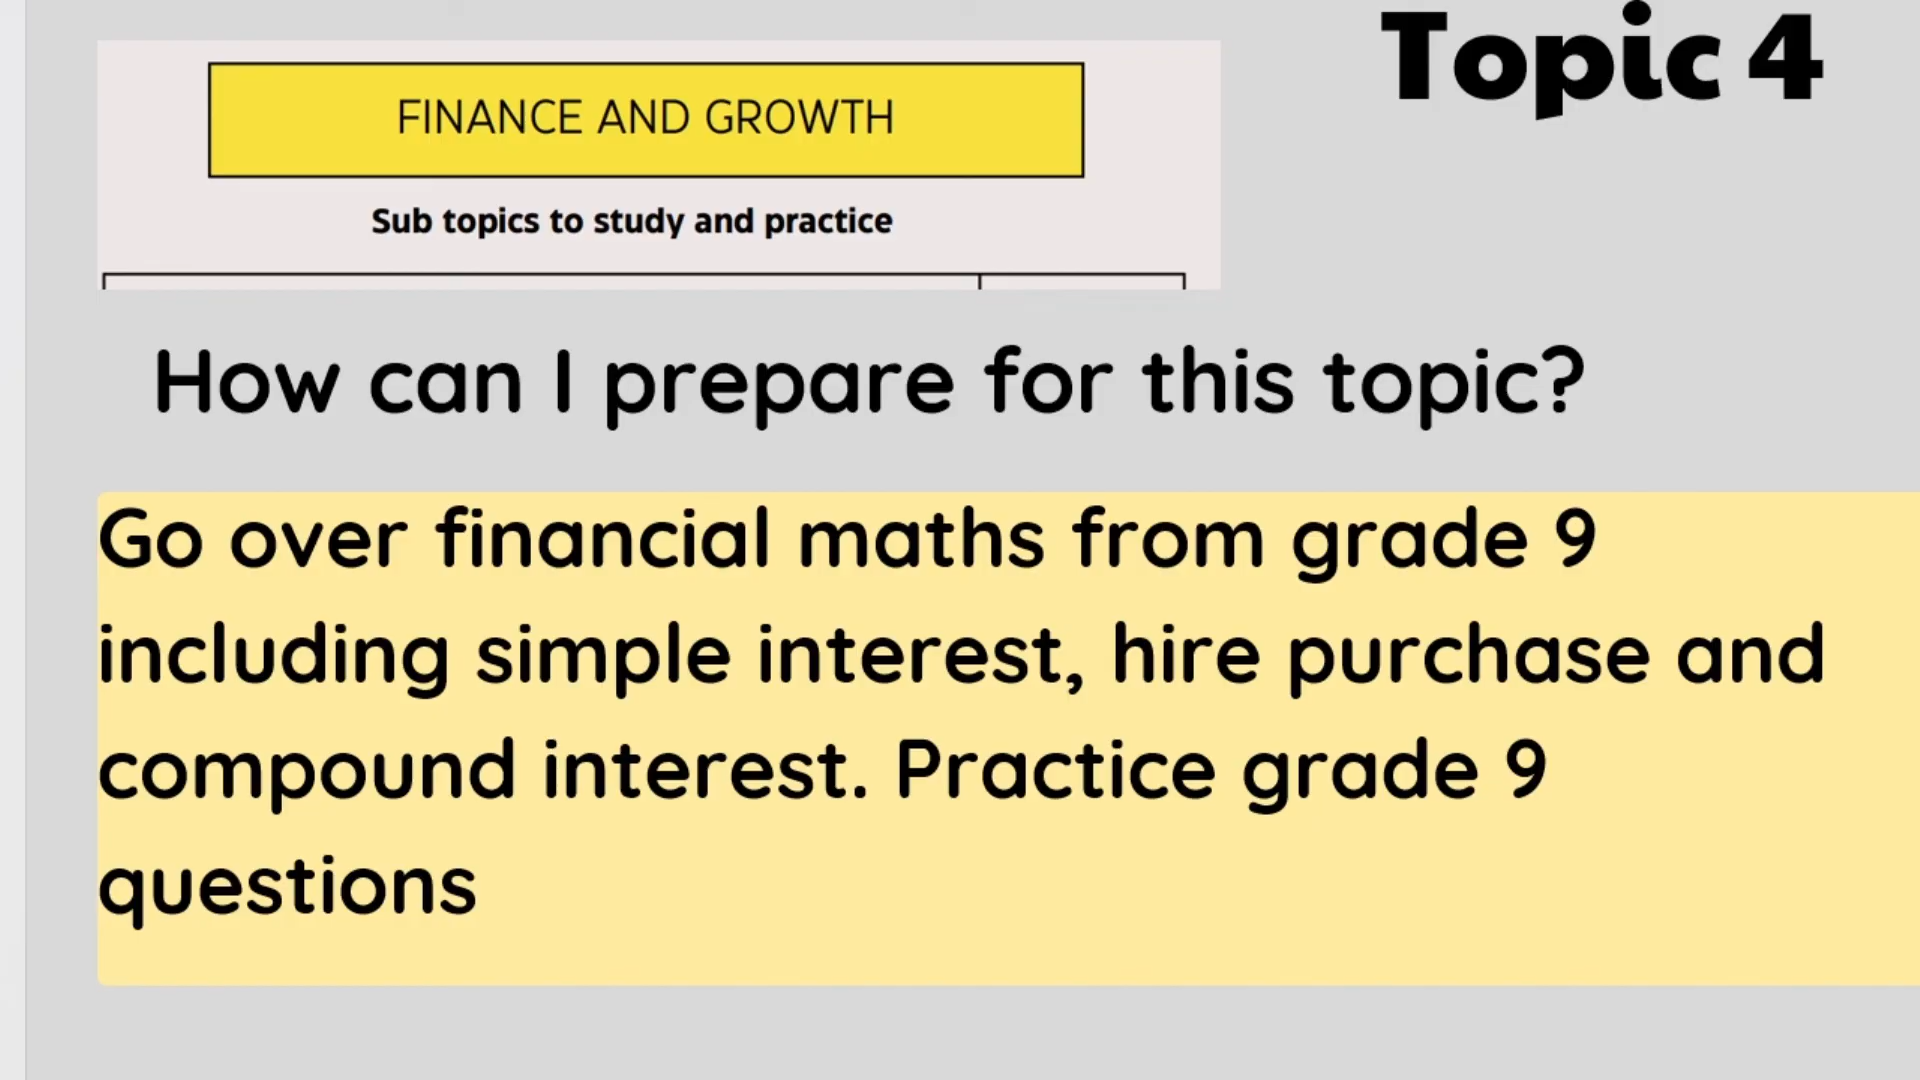 Topic 4
FINANCE AND GROWTH
Sub topics to study and practice
How can I prepare for this topic?
Go over financial maths from grade 9
including simple interest, hire purchase and
compound interest. Practice grade 9
questions